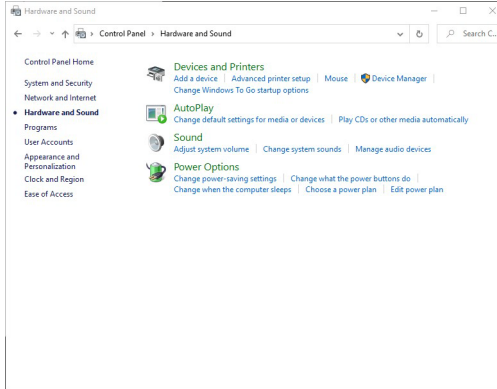 Hardware and Sound
Control Panel › Hardware and Sound
Search C...
Control Panel Home
System and Security
Network and Internet
Hardware and Sound
Programs
User Accounts
Appearance and
Personalization
Clock and Region
Ease of Access
Devices and Printers
Add a device | Advanced printer setup | Mouse | Device Manager |
Change Windows To Go startup options
AutoPlay
Change default settings for media or devices | Play CDs or other media automatically
Sound
Adjust system volume | Change system sounds | Manage audio devices
Power Options
Change power-saving settings | Change what the power buttons do |
Change when the computer sleeps | Choose a power plan | Edit power plan